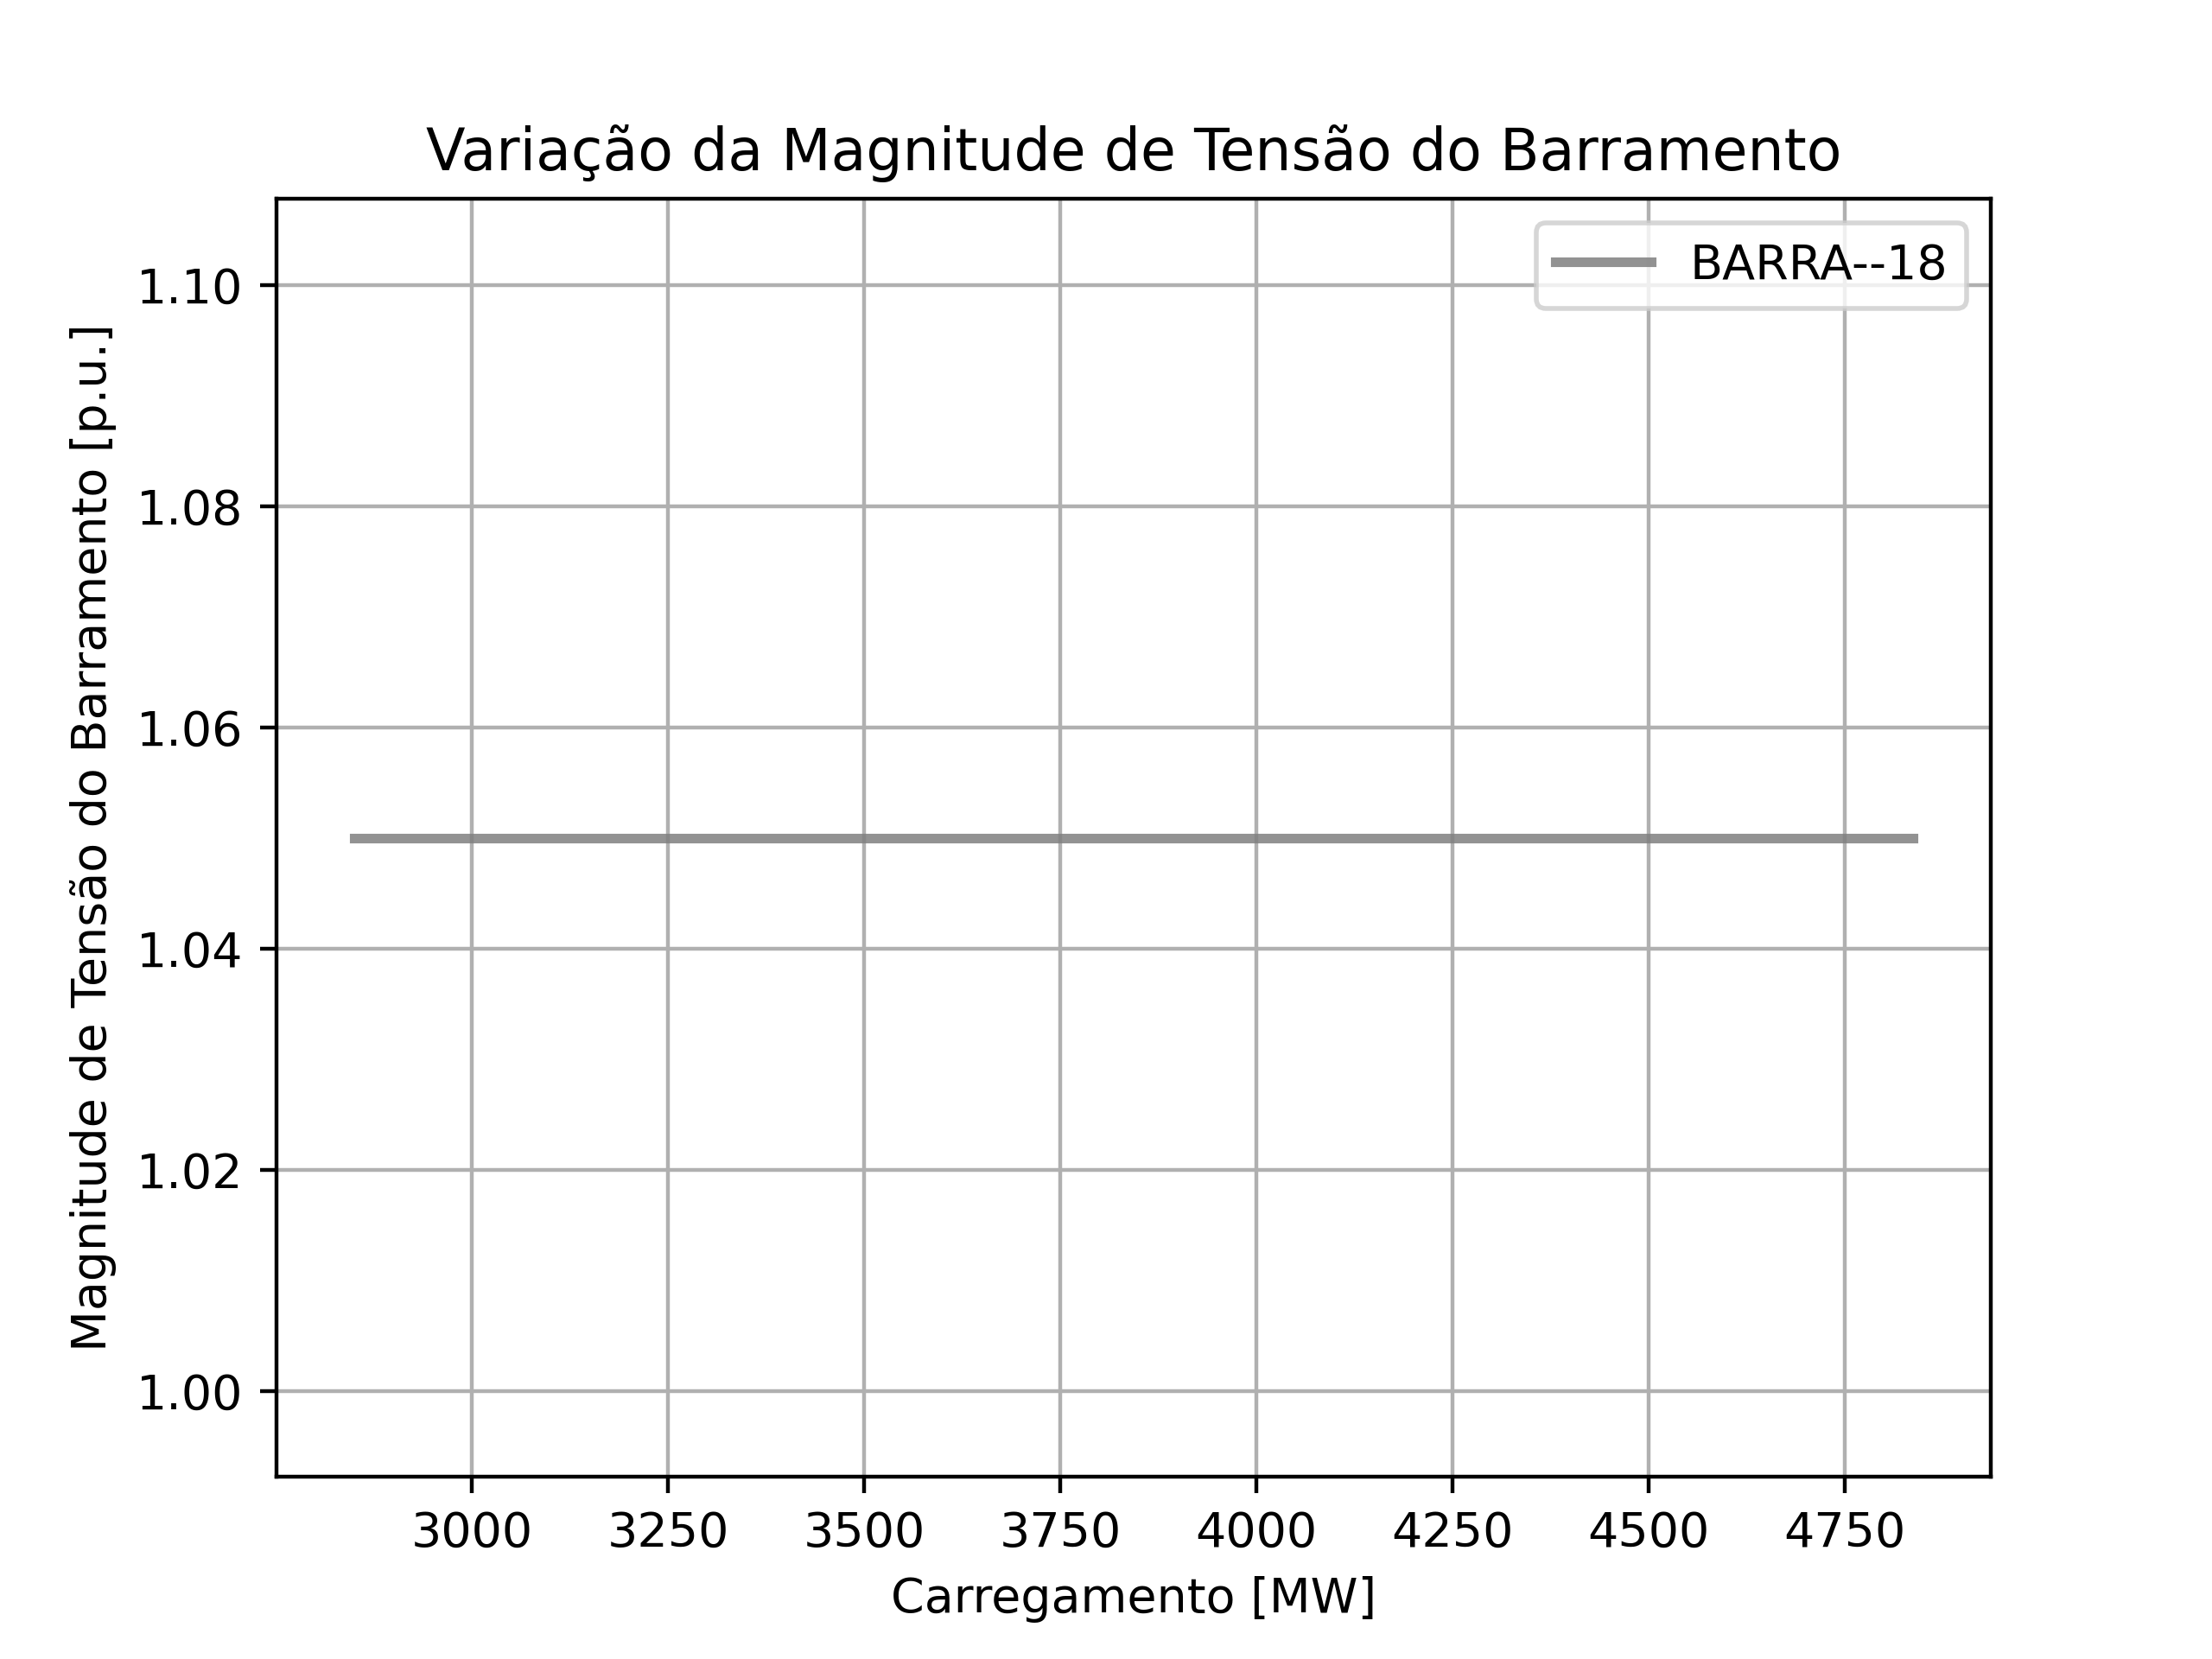 Variação da Magnitude de Tensão do Barramento
BARRA--18
Magnitude de Tensão do Barramento [p.u.]
1.10
1.08
1.06
1.04
1.02
1.00
3000 3250 3500 3750 4000 4250 4500 4750
Carregamento [MW]